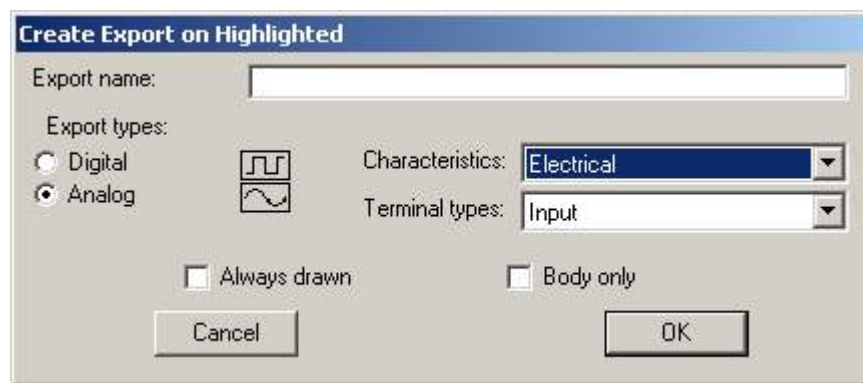 Create Export on Highlighted
Export name:
Export types:
Digital
Analog
Characteristics: Electrical
Terminal types: Input
Always drawn
Body only
Cancel
OK